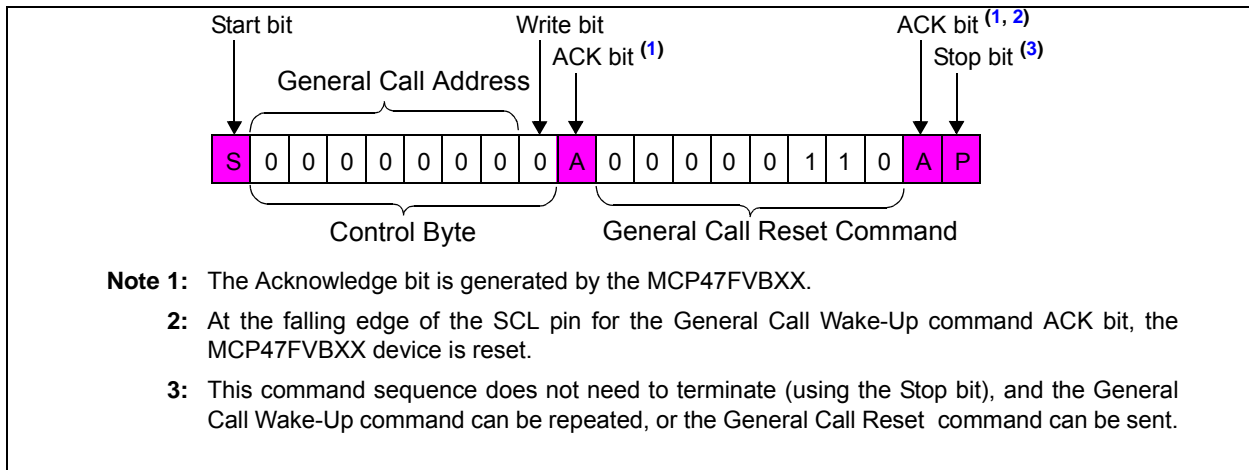 Start bit Write bit ACK bit (1, 2)
ACK bit (1) Stop bit (3)
General Call Address
S 0 0 0 0 0 0 0 0 A 0 0 0 0 0 1 1 0 A P
Control Byte General Call Reset Command
Note 1: The Acknowledge bit is generated by the MCP47FVBXX.
2: At the falling edge of the SCL pin for the General Call Wake-Up command ACK bit, the
MCP47FVBXX device is reset.
3: This command sequence does not need to terminate (using the Stop bit), and the General
Call Wake-Up command can be repeated, or the General Call Reset command can be sent.